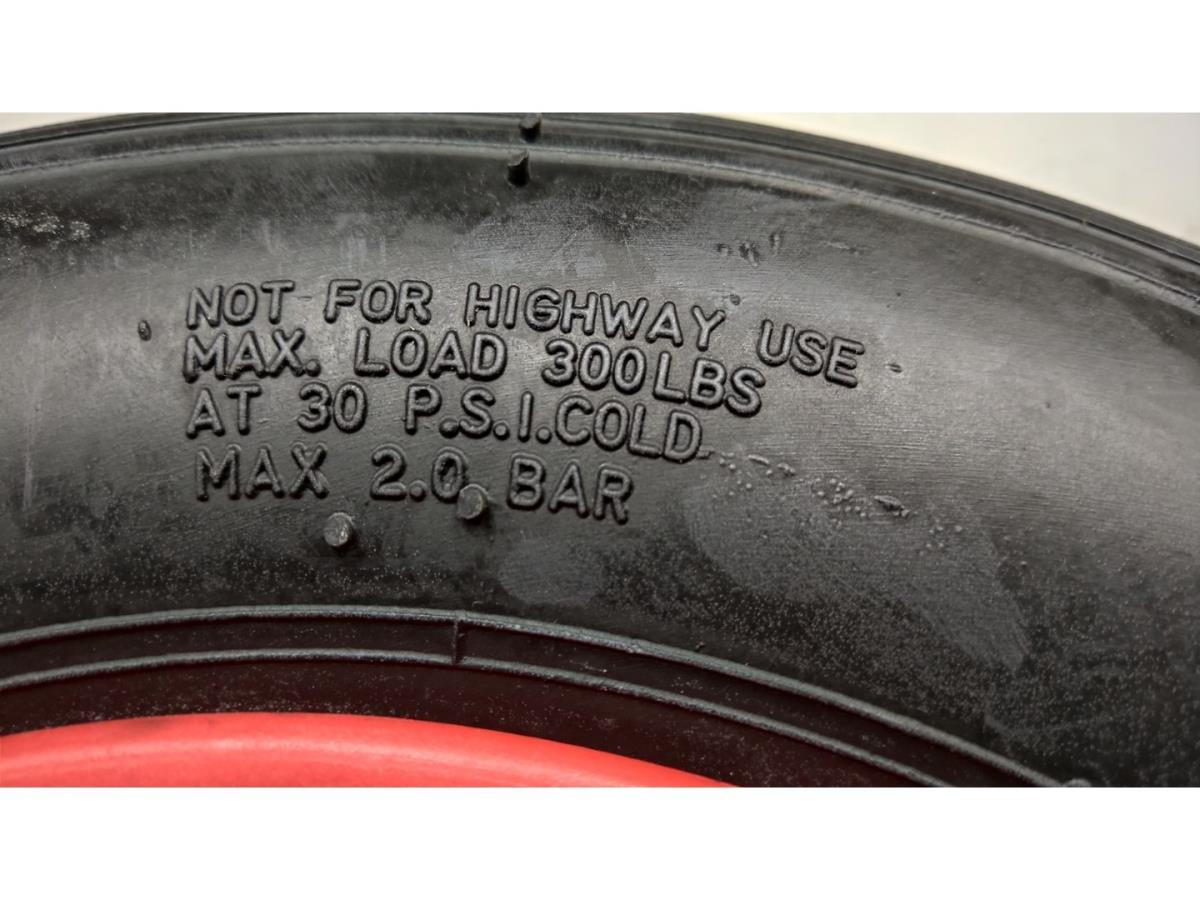 NOT FOR HIGHWAY USE
MAX. LOAD 300LBS
AT 30 P.S.I.COLD
MAX 2.0 BAR